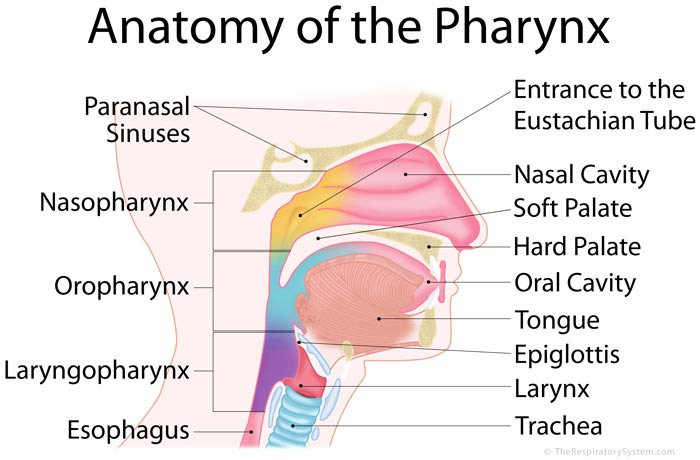 Anatomy of the Pharynx
Paranasal
Sinuses
Nasopharynx
Oropharynx
Laryngopharynx
Esophagus
Entrance to the
Eustachian Tube
Nasal Cavity
Soft Palate
Hard Palate
Oral Cavity
Tongue
Epiglottis
Larynx
Trachea
© TheRespiratorySystem.com